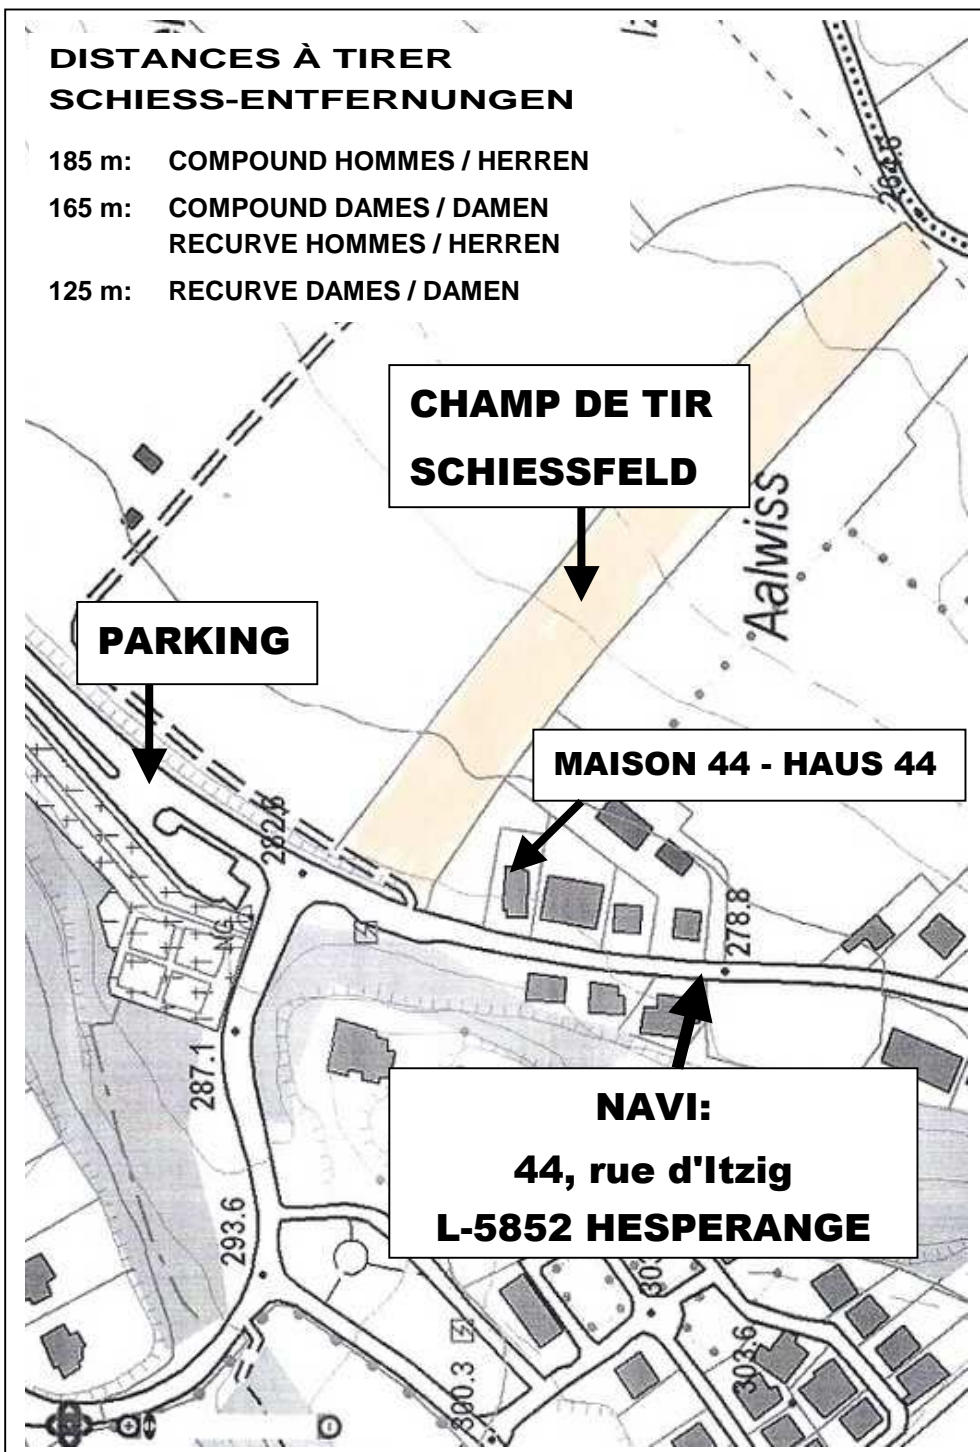 DISTANCES À TIRER
SCHIESS-ENTFERNUNGEN
185 m: COMPOUND HOMMES / HERREN
165 m: COMPOUND DAMES / DAMEN
RECURVE HOMMES / HERREN
125 m: RECURVE DAMES / DAMEN
CHAMP DE TIR
SCHIESSFELD
Aalwiss
PARKING
MAISON 44 - HAUS 44
282.6
278.8
NG
287.1
NAVI:
44, rue d'Itzig
L-5852 HESPERANGE
293.6
300.3
303.6